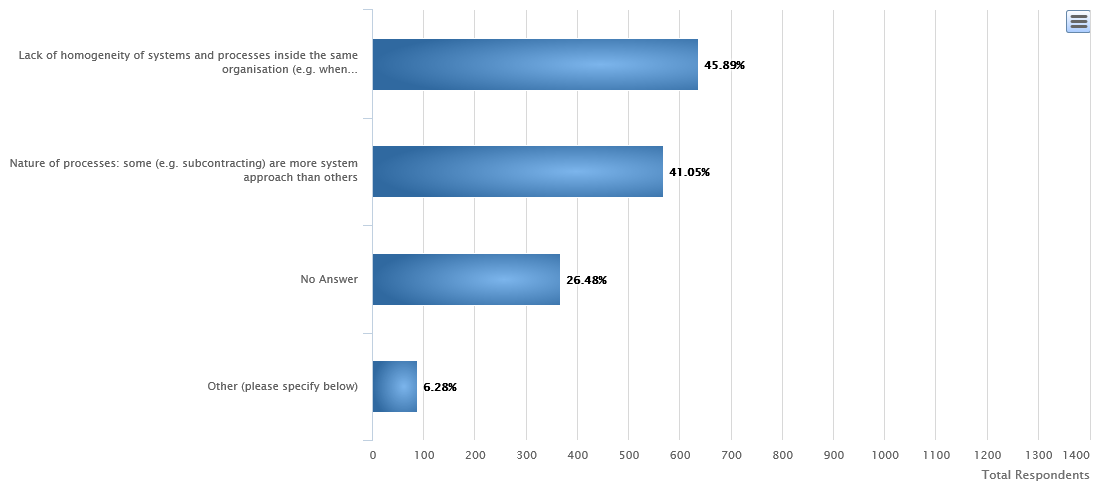 Lack of homogeneity of systems and processes inside the same
organisation (e.g. when...
45.89%
Nature of processes: some (e.g. subcontracting) are more system
approach than others
41.05%
No Answer
26.48%
Other (please specify below)
6.28%
0 100 200 300 400 500 600 700 800 900 1000 1100 1200 1300 1400
Total Respondents